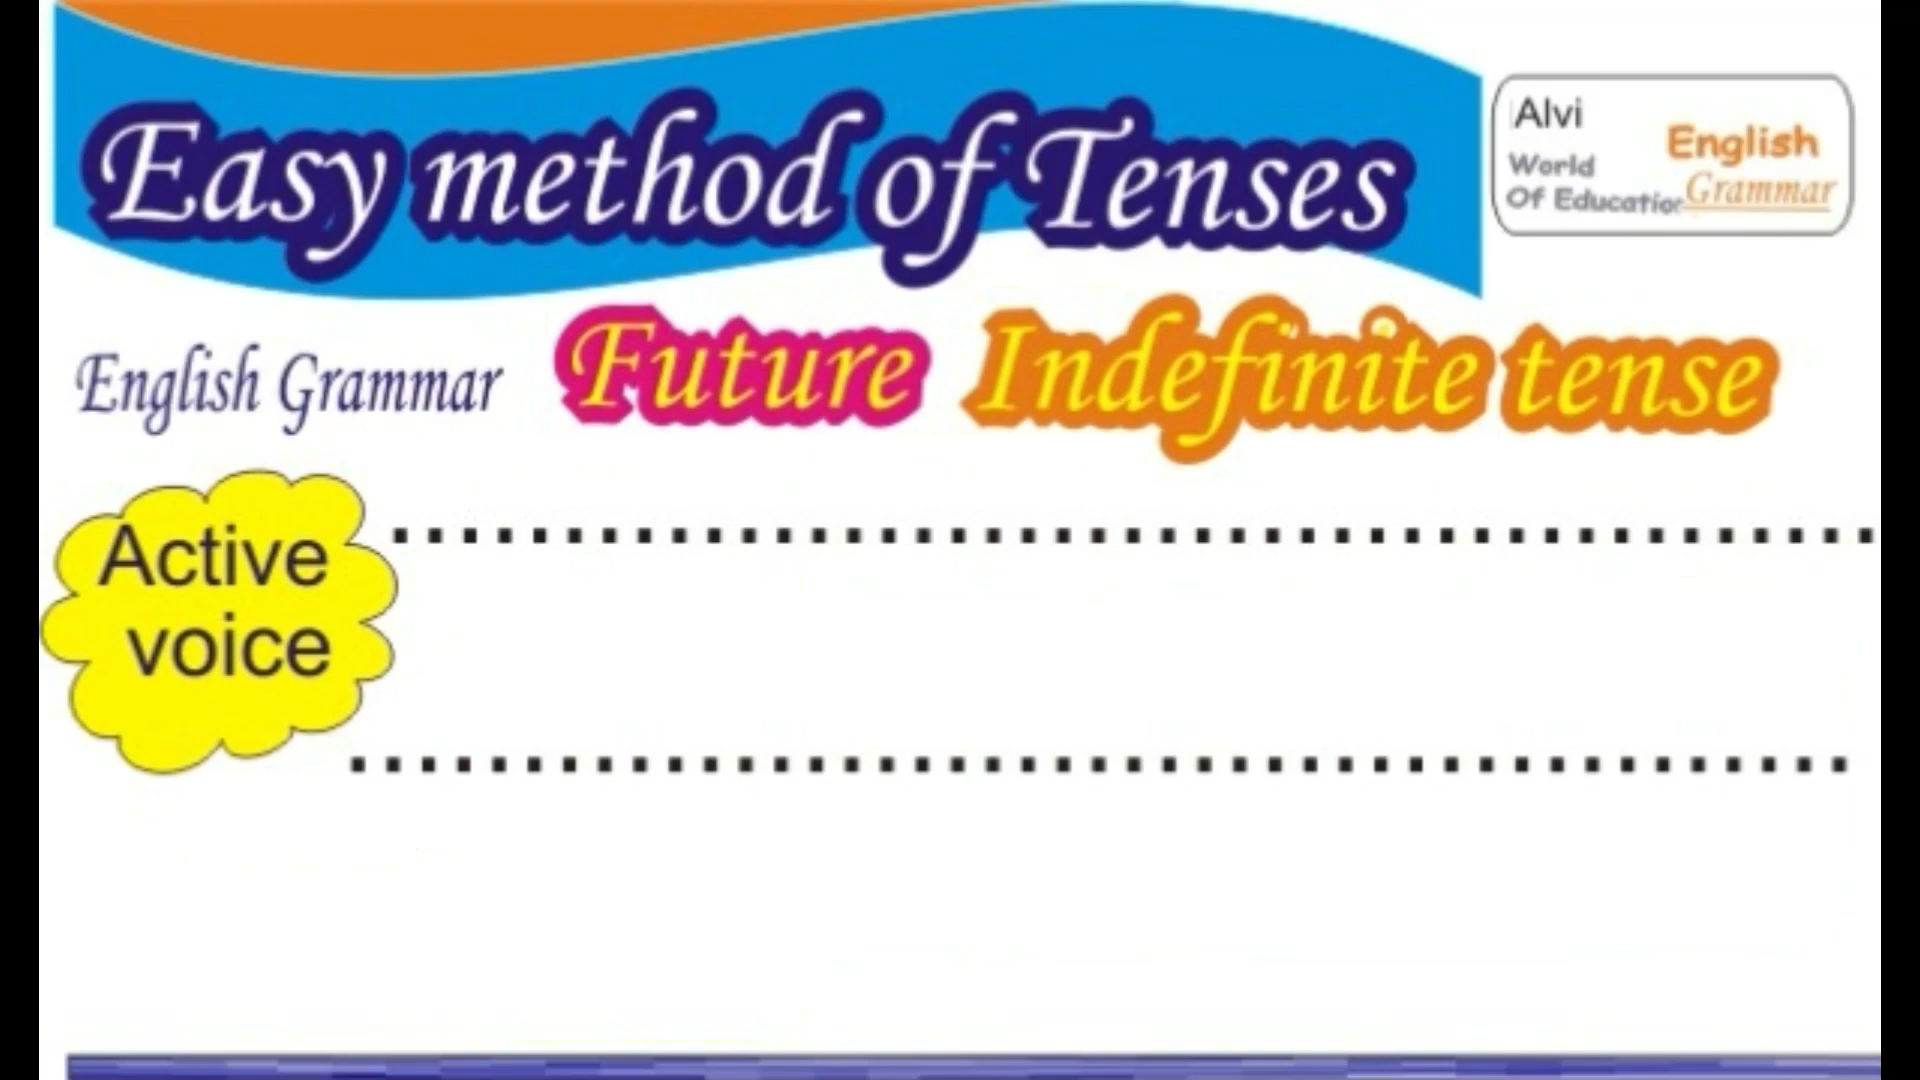 Easy method of Tenses
Alvi
World
Of Education
English
Grammar
English Grammar Future Indefinite tense
Active
voice